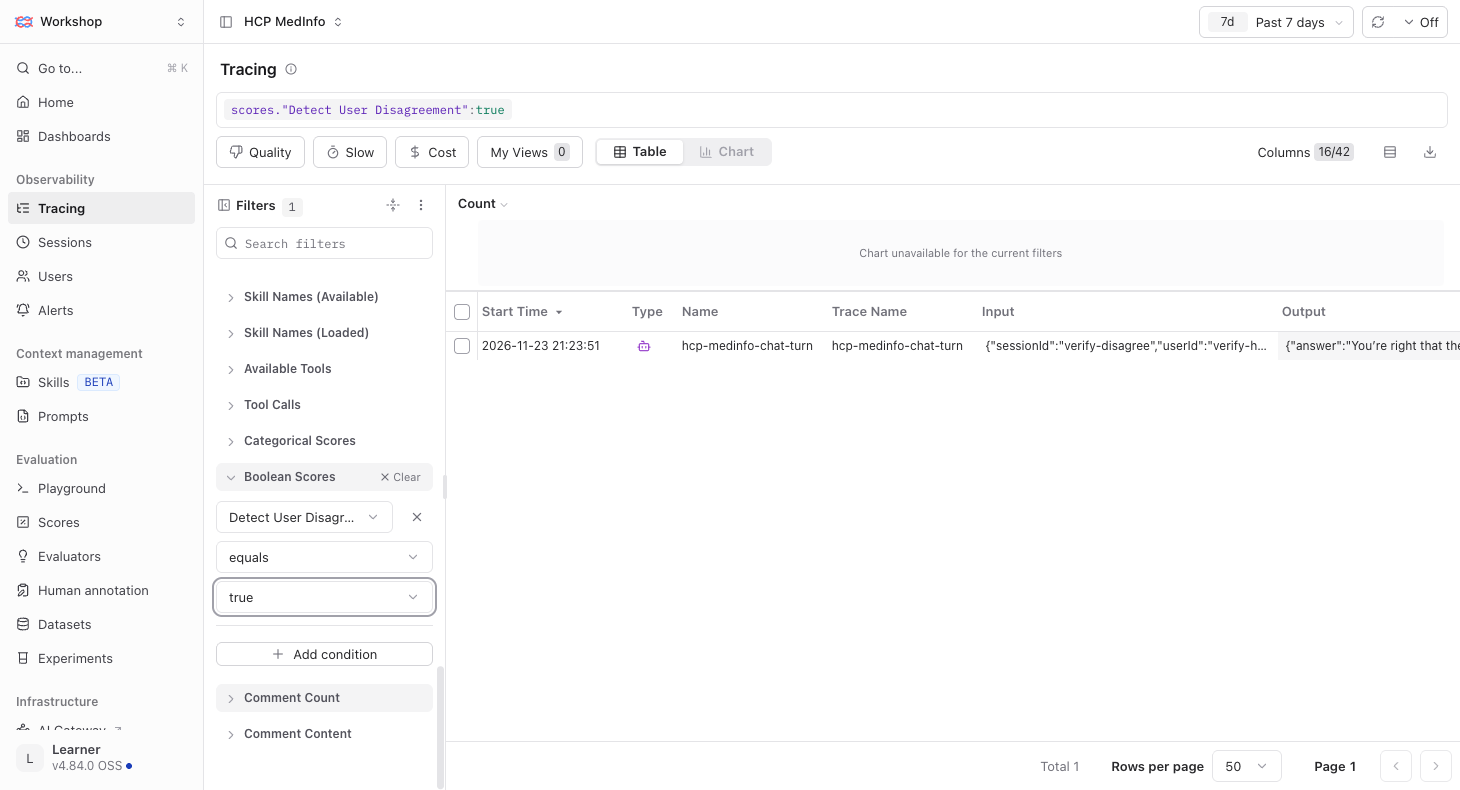 Workshop
HCP MedInfo
7d Past 7 days
Off
Go to...
⌘ K
Home
Dashboards
Observability
Tracing
Sessions
Users
Alerts
Context management
Skills BETA
Prompts
Evaluation
Playground
Scores
Evaluators
Human annotation
Datasets
Experiments
Infrastructure
AI Gateway
L
Learner
v4.84.0 OSS
Tracing
scores."Detect User Disagreement":true
Quality
Slow
Cost
My Views 0
Table
Chart
Columns 16/42
Filters 1
Search filters
Skill Names (Available)
Skill Names (Loaded)
Available Tools
Tool Calls
Categorical Scores
Boolean Scores
Clear
Detect User Disagr...
equals
true
Add condition
Comment Count
Comment Content
Count
Chart unavailable for the current filters
Start Time Type Name Trace Name Input Output
2026-11-23 21:23:51 hcp-medinfo-chat-turn hcp-medinfo-chat-turn {"sessionId":"verify-disagree","userId":"verify-h... {"answer":"You're right that the
Total 1
Rows per page 50
Page 1